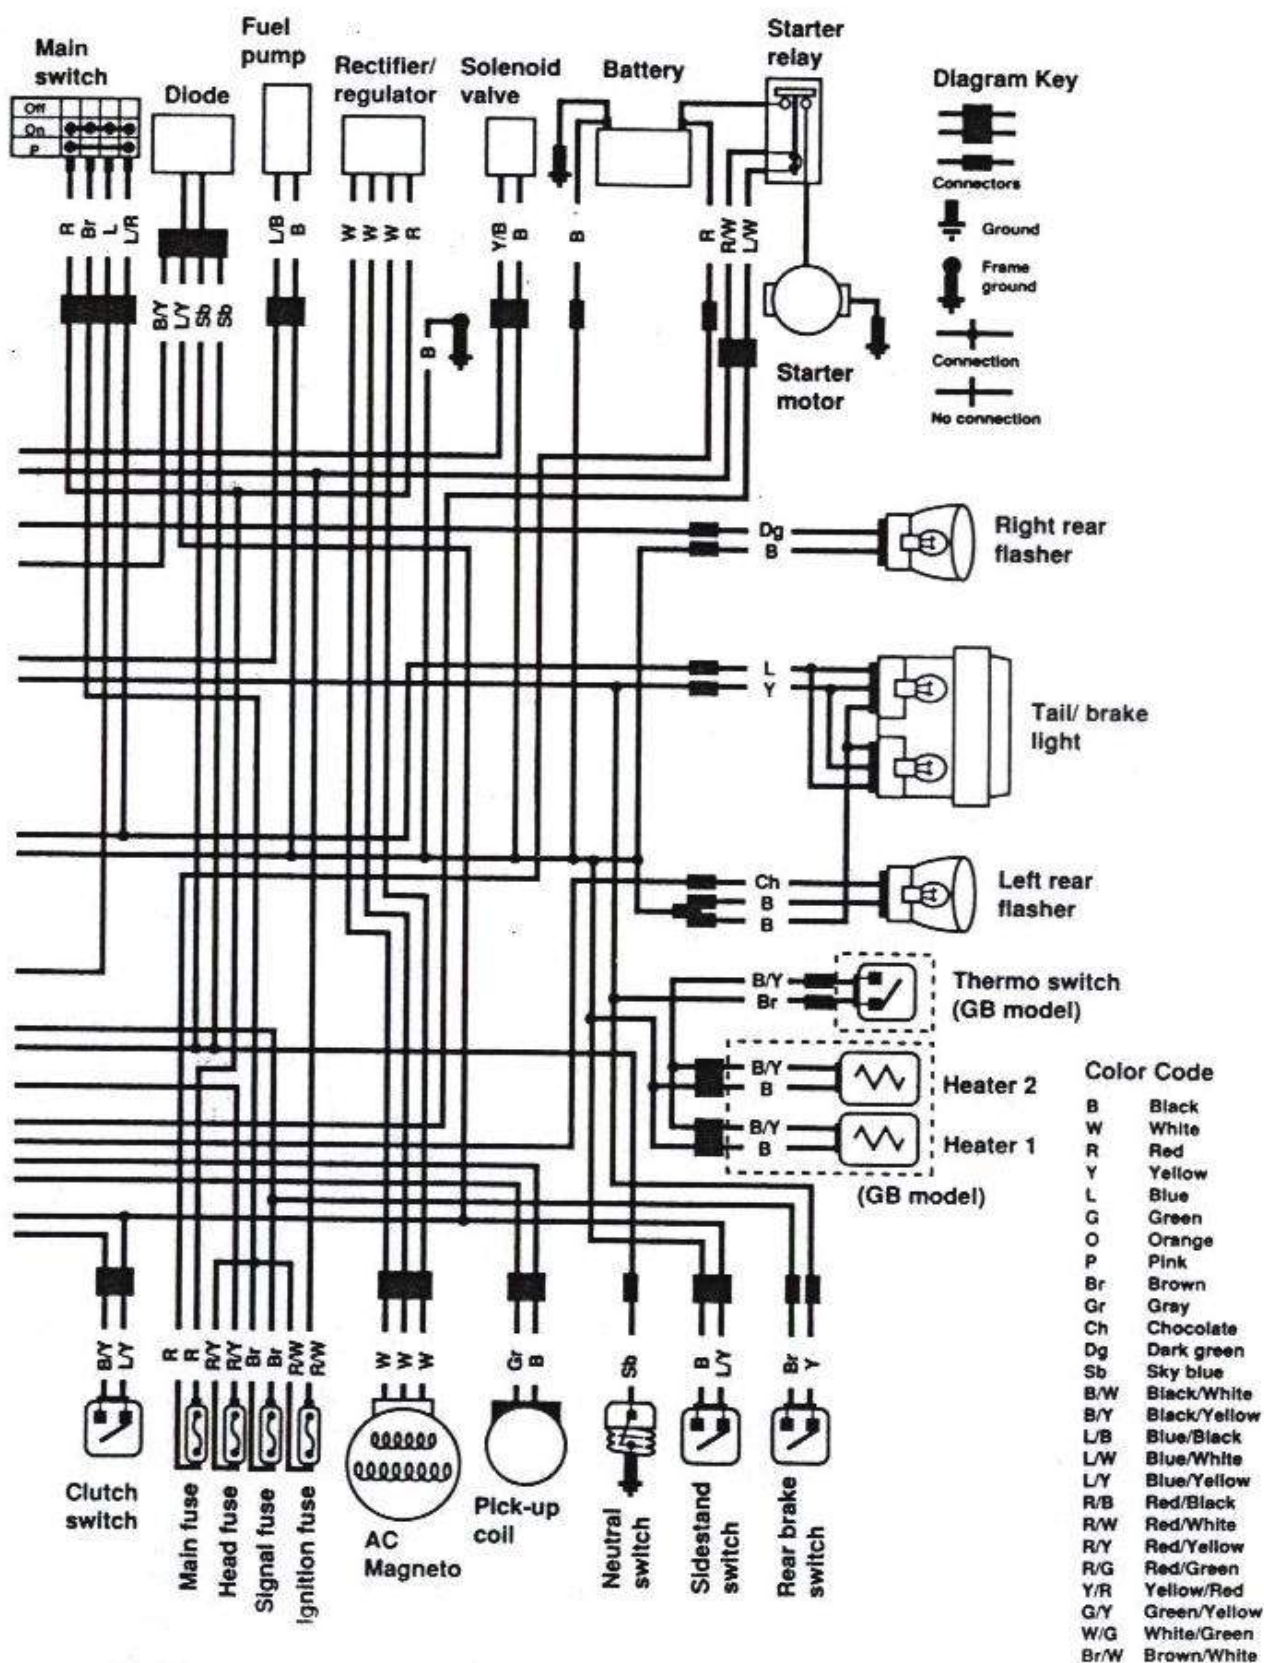 Main
switch
Off
On
P
Diode
Fuel
pump
Rectifier/
regulator
Solenoid
valve
Battery
Starter
relay
Diagram Key
Connectors
Ground
Frame
ground
Connection
No connection
R
Br
L
L/R
L/B
B
W
W
W
R
Y/B
B
B
R
R/W
L/W
B/Y
L/Y
Sb
Sb
B
Starter
motor
Dg
B
Right rear
flasher
L
Y
Tail/ brake
light
Ch
B
B
Left rear
flasher
B/Y
Br
Thermo switch
(GB model)
B/Y
B
Heater 2
B/Y
B
Heater 1
(GB model)
B/Y
L/Y
R
R
R/Y
R/Y
Br
Br
R/W
R/W
W
W
W
Gr
B
Sb
B
L/Y
Br
Y
Clutch
switch
Main fuse
Head fuse
Signal fuse
Ignition fuse
AC
Magneto
Pick-up
coil
Neutral
switch
Sidestand
switch
Rear brake
switch
Color Code
B Black
W White
R Red
Y Yellow
L Blue
G Green
O Orange
P Pink
Br Brown
Gr Gray
Ch Chocolate
Dg Dark green
Sb Sky blue
B/W Black/White
B/Y Black/Yellow
L/B Blue/Black
L/W Blue/White
L/Y Blue/Yellow
R/B Red/Black
R/W Red/White
R/Y Red/Yellow
R/G Red/Green
Y/R Yellow/Red
G/Y Green/Yellow
W/G White/Green
Br/W Brown/White